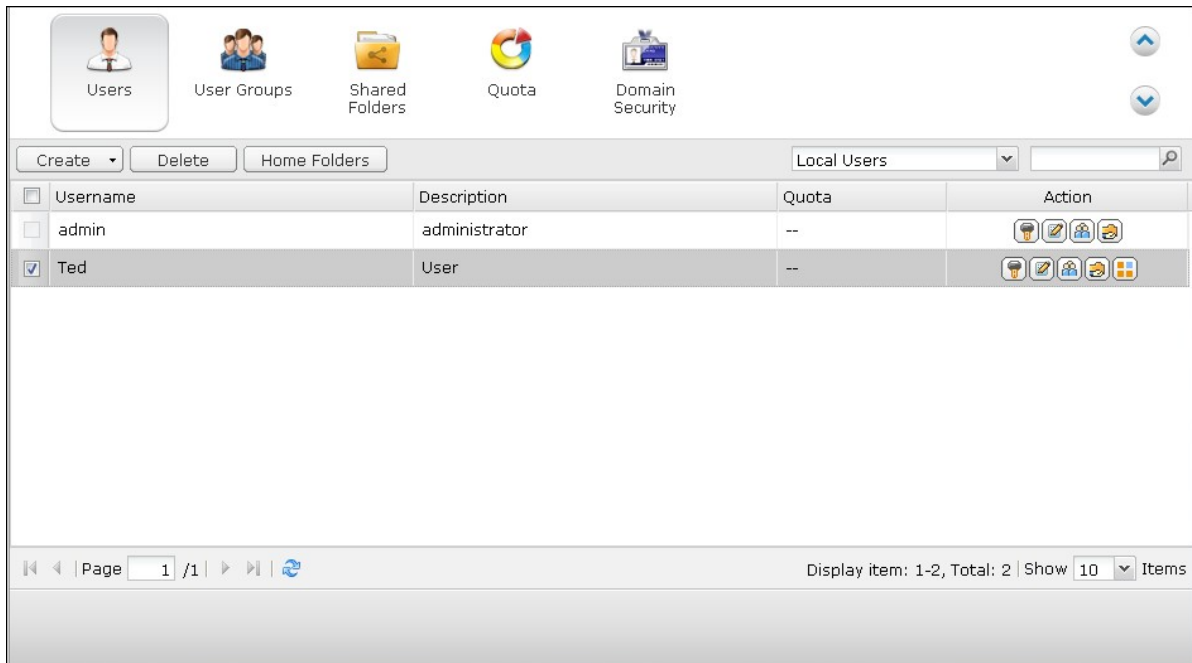 Users
User Groups
Shared
Folders
Quota
Domain
Security
Create
Delete
Home Folders
Local Users
Username Description Quota Action
admin administrator --
Ted User --
Page 1 /1
Display item: 1-2, Total: 2 | Show 10 Items